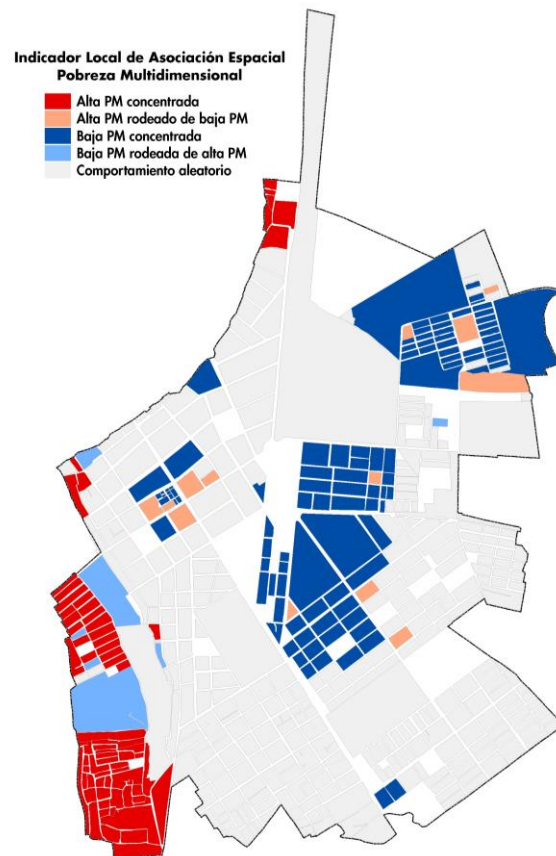 Indicador Local de Asociación Espacial
Pobreza Multidimensional
Alta PM concentrada
Alta PM rodeado de baja PM
Baja PM concentrada
Baja PM rodeada de alta PM
Comportamiento aleatorio